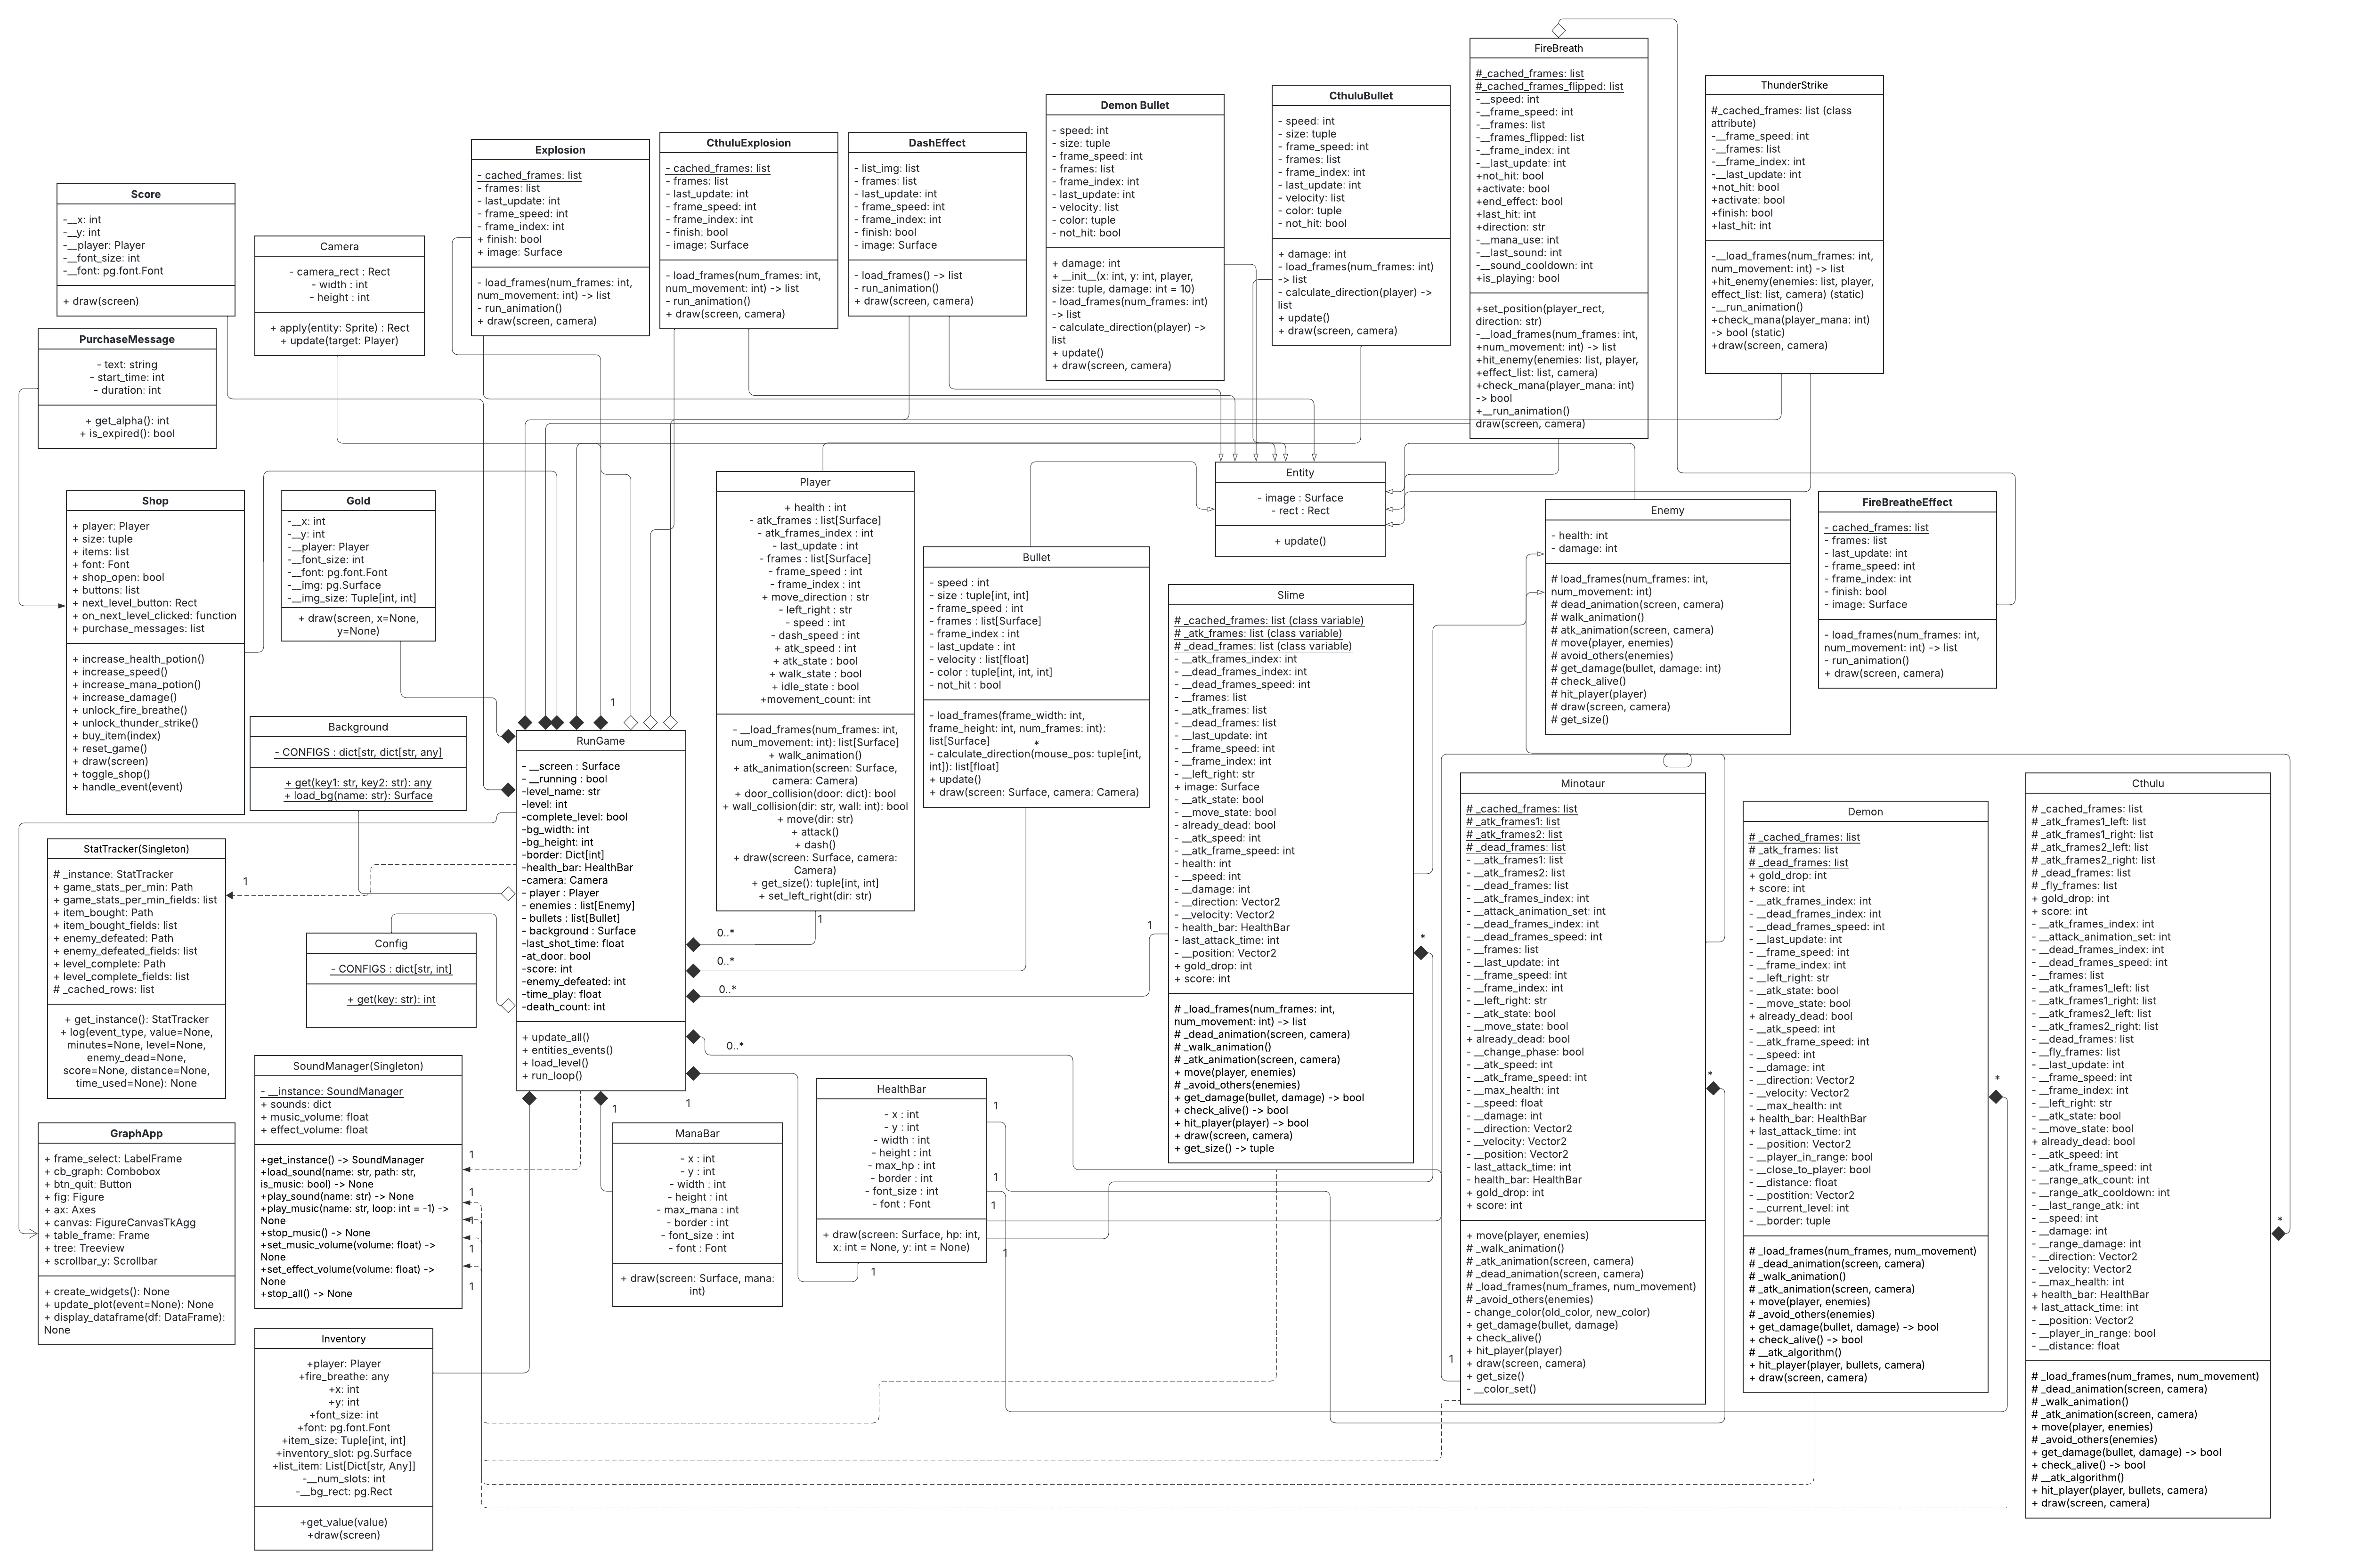 FireBreath
#_cached_frames: list
#_cached_frames_flipped: list
-__speed: int
-__frame_speed: int
-__frames: list
-__frames_flipped: list
-__frame_index: int
-__last_update: int
+not_hit: bool
+activate: bool
+end_effect: bool
+last_hit: int
+direction: str
-__mana_use: int
-__last_sound: int
-__sound_cooldown: int
+is_playing: bool
+set_position(player_rect,
direction: str)
-__load_frames(num_frames: int,
+num_movement: int) -> list
+hit_enemy(enemies: list, player,
+effect_list: list, camera)
+check_mana(player_mana: int)
-> bool
+__run_animation()
draw(screen, camera)
ThunderStrike
#_cached_frames: list (class
attribute)
-__frame_speed: int
-__frames: list
-__frame_index: int
-__last_update: int
+not_hit: bool
+activate: bool
+finish: bool
+last_hit: int
-__load_frames(num_frames: int,
num_movement: int) -> list
+hit_enemy(enemies: list, player,
effect_list: list, camera) (static)
-__run_animation()
+check_mana(player_mana: int)
-> bool (static)
+draw(screen, camera)
CthuluBullet
- speed: int
- size: tuple
- frame_speed: int
- frames: list
- frame_index: int
- last_update: int
- velocity: list
- color: tuple
- not_hit: bool
+ damage: int
- load_frames(num_frames: int)
-> list
- calculate_direction(player) ->
list
+ update()
+ draw(screen, camera)
Demon Bullet
- speed: int
- size: tuple
- frame_speed: int
- frames: list
- frame_index: int
- last_update: int
- velocity: list
- color: tuple
- not_hit: bool
+ damage: int
+ __init__(x: int, y: int, player,
size: tuple, damage: int = 10)
- load_frames(num_frames: int)
-> list
- calculate_direction(player) ->
list
+ update()
+ draw(screen, camera)
DashEffect
- list_img: list
- frames: list
- last_update: int
- frame_speed: int
- frame_index: int
- finish: bool
- image: Surface
- load_frames() -> list
- run_animation()
+ draw(screen, camera)
CthuluExplosion
- cached_frames: list
- frames: list
- last_update: int
- frame_speed: int
- frame_index: int
- finish: bool
- image: Surface
- load_frames(num_frames: int,
num_movement: int) -> list
- run_animation()
+ draw(screen, camera)
Explosion
- cached_frames: list
- frames: list
- last_update: int
- frame_speed: int
- frame_index: int
+ finish: bool
+ image: Surface
- load_frames(num_frames: int,
num_movement: int) -> list
- run_animation()
+ draw(screen, camera)
Score
-__x: int
-__y: int
-__player: Player
-__font_size: int
-__font: pg.font.Font
+ draw(screen)
Camera
- camera_rect : Rect
- width : int
- height : int
+ apply(entity: Sprite) : Rect
+ update(target: Player)
PurchaseMessage
- text: string
- start_time: int
- duration: int
+ get_alpha(): int
+ is_expired(): bool
Shop
+ player: Player
+ size: tuple
+ items: list
+ font: Font
+ shop_open: bool
+ buttons: list
+ next_level_button: Rect
+ on_next_level_clicked: function
+ purchase_messages: list
+ increase_health_potion()
+ increase_speed()
+ increase_mana_potion()
+ increase_damage()
+ unlock_fire_breathe()
+ unlock_thunder_strike()
+ buy_item(index)
+ reset_game()
+ draw(screen)
+ toggle_shop()
+ handle_event(event)
Gold
-__x: int
-__y: int
-__player: Player
-__font_size: int
-__font: pg.font.Font
-__img: pg.Surface
-__img_size: Tuple[int, int]
+ draw(screen, x=None,
y=None)
Background
- CONFIGS : dict[str, dict[str, any]
+ get(key1: str, key2: str): any
+ load_bg(name: str): Surface
1
RunGame
- __screen : Surface
- __running : bool
-level_name: str
-level: int
-complete_level: bool
-bg_width: int
-bg_height: int
-border: Dict[int]
-health_bar: HealthBar
-camera: Camera
- player : Player
- enemies : list[Enemy]
- bullets : list[Bullet]
- background : Surface
-last_shot_time: float
-at_door: bool
-score: int
-enemy_defeated: int
-time_play: float
-death_count: int
+ update_all()
+ entities_events()
+ load_level()
+ run_loop()
Player
+ health : int
- atk_frames : list[Surface]
- atk_frames_index : int
- last_update : int
- frames : list[Surface]
- frame_speed : int
- frame_index : int
+ move_direction : str
- left_right : str
- speed : int
- dash_speed : int
+ atk_speed : int
+ atk_state : bool
+ walk_state : bool
+ idle_state : bool
+movement_count: int
- __load_frames(num_frames: int,
num_movement: int): list[Surface]
+ walk_animation()
+ atk_animation(screen: Surface,
camera: Camera)
+ door_collision(door: dict): bool
+ wall_collision(dir: str, wall: int): bool
+ move(dir: str)
+ attack()
+ dash()
+ draw(screen: Surface, camera:
Camera)
+ get_size(): tuple[int, int]
+ set_left_right(dir: str)
1
0..*
0..*
0..*
0..*
Bullet
- speed : int
- size : tuple[int, int]
- frame_speed : int
- frames : list[Surface]
- frame_index : int
- last_update : int
- velocity : list[float]
- color : tuple[int, int, int]
- not_hit : bool
- load_frames(frame_width: int,
frame_height: int, num_frames: int):
list[Surface]
*
- calculate_direction(mouse_pos: tuple[int,
int]): list[float]
+ update()
+ draw(screen: Surface, camera: Camera)
1
Entity
- image : Surface
- rect : Rect
+ update()
Slime
# _cached_frames: list (class variable)
# _atk_frames: list (class variable)
# _dead_frames: list (class variable)
- __atk_frames_index: int
- __dead_frames_index: int
- __dead_frames_speed: int
- __frames: list
- __atk_frames: list
- __dead_frames: list
- __last_update: int
- __frame_speed: int
- __frame_index: int
- __left_right: str
+ image: Surface
- __atk_state: bool
- __move_state: bool
- already_dead: bool
- __atk_speed: int
- __atk_frame_speed: int
- health: int
- __speed: int
- __damage: int
- __direction: Vector2
- __velocity: Vector2
- health_bar: HealthBar
- last_attack_time: int
- __position: Vector2
+ gold_drop: int
+ score: int
# _load_frames(num_frames: int,
num_movement: int) -> list
# _dead_animation(screen, camera)
# _walk_animation()
# _atk_animation(screen, camera)
+ move(player, enemies)
# _avoid_others(enemies)
+ get_damage(bullet, damage) -> bool
+ check_alive() -> bool
+ hit_player(player) -> bool
+ draw(screen, camera)
+ get_size() -> tuple
*
Enemy
- health: int
- damage: int
# load_frames(num_frames: int,
num_movement: int)
# dead_animation(screen, camera)
# walk_animation()
# atk_animation(screen, camera)
# move(player, enemies)
# avoid_others(enemies)
# get_damage(bullet, damage: int)
# check_alive()
# hit_player(player)
# draw(screen, camera)
# get_size()
FireBreatheEffect
- cached_frames: list
- frames: list
- last_update: int
- frame_speed: int
- frame_index: int
- finish: bool
- image: Surface
- load_frames(num_frames: int,
num_movement: int) -> list
- run_animation()
+ draw(screen, camera)
StatTracker(Singleton)
# _instance: StatTracker
+ game_stats_per_min: Path
+ game_stats_per_min_fields: list
+ item_bought: Path
+ item_bought_fields: list
+ enemy_defeated: Path
+ enemy_defeated_fields: list
+ level_complete: Path
+ level_complete_fields: list
# _cached_rows: list
+ get_instance(): StatTracker
+ log(event_type, value=None,
minutes=None, level=None,
enemy_dead=None,
score=None, distance=None,
time_used=None): None
1
Config
- CONFIGS : dict[str, int]
+ get(key: str): int
SoundManager(Singleton)
- __instance: SoundManager
+ sounds: dict
+ music_volume: float
+ effect_volume: float
+get_instance() -> SoundManager
+load_sound(name: str, path: str,
is_music: bool) -> None
+play_sound(name: str) -> None
+play_music(name: str, loop: int = -1) ->
None
+stop_music() -> None
+set_music_volume(volume: float) ->
None
+set_effect_volume(volume: float) ->
None
+stop_all() -> None
1
1
1
1
1
GraphApp
+ frame_select: LabelFrame
+ cb_graph: Combobox
+ btn_quit: Button
+ fig: Figure
+ ax: Axes
+ canvas: FigureCanvasTkAgg
+ table_frame: Frame
+ tree: Treeview
+ scrollbar_y: Scrollbar
+ create_widgets(): None
+ update_plot(event=None): None
+ display_dataframe(df: DataFrame):
None
Inventory
+player: Player
+fire_breathe: any
+x: int
+y: int
+font_size: int
+font: pg.font.Font
+item_size: Tuple[int, int]
+inventory_slot: pg.Surface
+list_item: List[Dict[str, Any]]
-__num_slots: int
-__bg_rect: pg.Rect
+get_value(value)
+draw(screen)
1
1
ManaBar
- x : int
- y : int
- width : int
- height : int
- max_mana : int
- border : int
- font_size : int
- font : Font
+ draw(screen: Surface, mana:
int)
HealthBar
- x : int
- y : int
- width : int
- height : int
- max_hp : int
- border : int
- font_size : int
- font : Font
+ draw(screen: Surface, hp: int,
x: int = None, y: int = None)
1
1
1
1
1
Minotaur
# _cached_frames: list
# _atk_frames1: list
# _atk_frames2: list
# _dead_frames: list
- __atk_frames1: list
- __atk_frames2: list
- __dead_frames: list
- __atk_frames_index: int
- __attack_animation_set: int
- __dead_frames_index: int
- __dead_frames_speed: int
- __frames: list
- __last_update: int
- __frame_speed: int
- __frame_index: int
- __left_right: str
- __atk_state: bool
- __move_state: bool
+ already_dead: bool
- __change_phase: bool
- __atk_speed: int
- __atk_frame_speed: int
- __max_health: int
- __speed: float
- __damage: int
- __direction: Vector2
- __velocity: Vector2
- __position: Vector2
- last_attack_time: int
- health_bar: HealthBar
+ gold_drop: int
+ score: int
+ move(player, enemies)
# _walk_animation()
# _atk_animation(screen, camera)
# _dead_animation(screen, camera)
# _load_frames(num_frames, num_movement)
# _avoid_others(enemies)
- change_color(old_color, new_color)
+ get_damage(bullet, damage)
+ check_alive()
+ hit_player(player)
+ draw(screen, camera)
+ get_size()
- __color_set()
1
*
Demon
# _cached_frames: list
# _atk_frames: list
# _dead_frames: list
+ gold_drop: int
+ score: int
- __atk_frames_index: int
- __dead_frames_index: int
- __dead_frames_speed: int
- __last_update: int
- __frame_speed: int
- __frame_index: int
- __left_right: str
- __atk_state: bool
- __move_state: bool
+ already_dead: bool
- __atk_speed: int
- __atk_frame_speed: int
- __speed: int
- __damage: int
- __direction: Vector2
- __velocity: Vector2
- __max_health: int
+ health_bar: HealthBar
+ last_attack_time: int
- __position: Vector2
- __player_in_range: bool
- __close_to_player: bool
- __distance: float
- __postition: Vector2
- __current_level: int
- __border: tuple
# _load_frames(num_frames, num_movement)
# _dead_animation(screen, camera)
# _walk_animation()
# _atk_animation(screen, camera)
+ move(player, enemies)
# _avoid_others(enemies)
+ get_damage(bullet, damage) -> bool
+ check_alive() -> bool
# __atk_algorithm()
+ hit_player(player, bullets, camera)
+ draw(screen, camera)
*
Cthulu
# _cached_frames: list
# _atk_frames1_left: list
# _atk_frames1_right: list
# _atk_frames2_left: list
# _atk_frames2_right: list
# _dead_frames: list
# _fly_frames: list
+ gold_drop: int
+ score: int
- __atk_frames_index: int
- __attack_animation_set: int
- __dead_frames_index: int
- __dead_frames_speed: int
- __frames: list
- __atk_frames1_left: list
- __atk_frames1_right: list
- __atk_frames2_left: list
- __atk_frames2_right: list
- __dead_frames: list
- __fly_frames: list
- __last_update: int
- __frame_speed: int
- __frame_index: int
- __left_right: str
- __atk_state: bool
- __move_state: bool
+ already_dead: bool
- __atk_speed: int
- __atk_frame_speed: int
- __range_atk_count: int
- __range_atk_cooldown: int
- __last_range_atk: int
- __speed: int
- __damage: int
- __range_damage: int
- __direction: Vector2
- __velocity: Vector2
- __max_health: int
+ health_bar: HealthBar
+ last_attack_time: int
- __position: Vector2
- __player_in_range: bool
- __distance: float
# _load_frames(num_frames, num_movement)
# _dead_animation(screen, camera)
# _walk_animation()
# _atk_animation(screen, camera)
+ move(player, enemies)
# _avoid_others(enemies)
+ get_damage(bullet, damage) -> bool
+ check_alive() -> bool
# __atk_algorithm()
+ hit_player(player, bullets, camera)
+ draw(screen, camera)
*